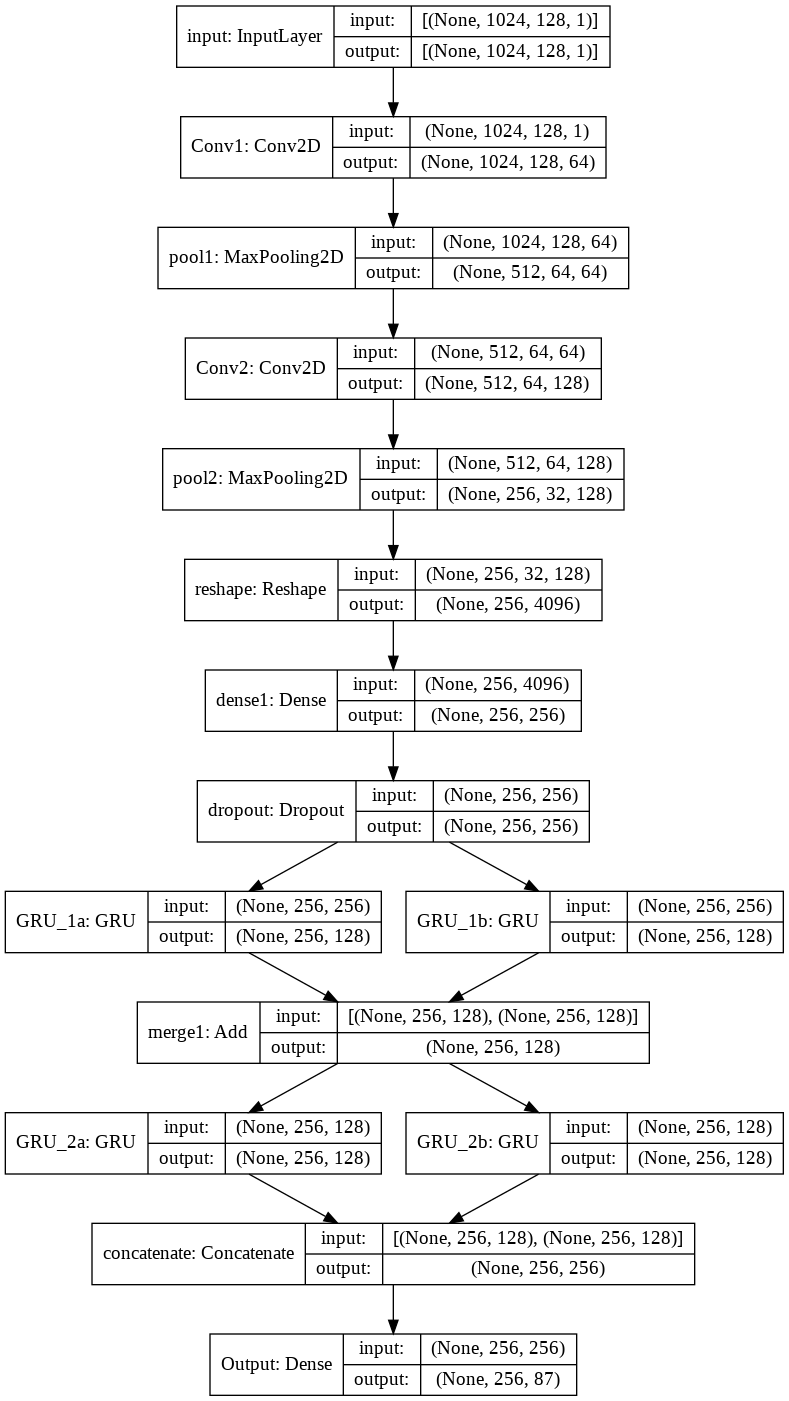 input: InputLayer
input:
[(None, 1024, 128, 1)]
output:
[(None, 1024, 128, 1)]
Conv1: Conv2D
input:
(None, 1024, 128, 1)
output:
(None, 1024, 128, 64)
pool1: MaxPooling2D
input:
(None, 1024, 128, 64)
output:
(None, 512, 64, 64)
Conv2: Conv2D
input:
(None, 512, 64, 64)
output:
(None, 512, 64, 128)
pool2: MaxPooling2D
input:
(None, 512, 64, 128)
output:
(None, 256, 32, 128)
reshape: Reshape
input:
(None, 256, 32, 128)
output:
(None, 256, 4096)
dense1: Dense
input:
(None, 256, 4096)
output:
(None, 256, 256)
dropout: Dropout
input:
(None, 256, 256)
output:
(None, 256, 256)
GRU_1a: GRU
input:
(None, 256, 256)
output:
(None, 256, 128)
GRU_1b: GRU
input:
(None, 256, 256)
output:
(None, 256, 128)
merge1: Add
input:
[(None, 256, 128), (None, 256, 128)]
output:
(None, 256, 128)
GRU_2a: GRU
input:
(None, 256, 128)
output:
(None, 256, 128)
GRU_2b: GRU
input:
(None, 256, 128)
output:
(None, 256, 128)
concatenate: Concatenate
input:
[(None, 256, 128), (None, 256, 128)]
output:
(None, 256, 256)
Output: Dense
input:
(None, 256, 256)
output:
(None, 256, 87)